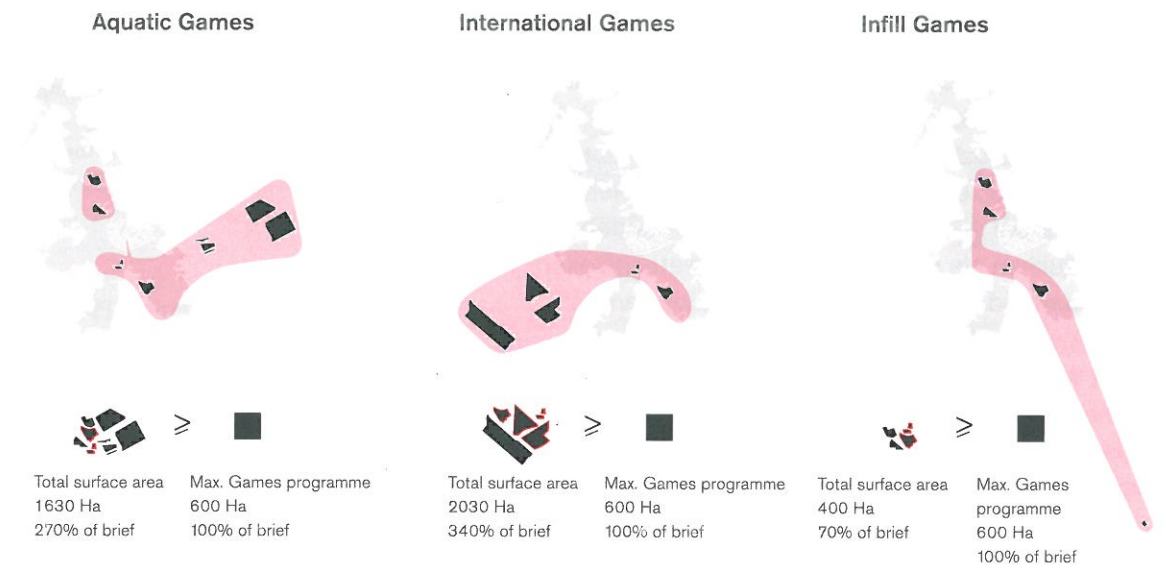 Aquatic Games
International Games
Infill Games
≥
≥
≥
Total surface area
1630 Ha
270% of brief
Max. Games programme
600 Ha
100% of brief
Total surface area
2030 Ha
340% of brief
Max. Games programme
600 Ha
100% of brief
Total surface area
400 Ha
70% of brief
Max. Games
programme
600 Ha
100% of brief